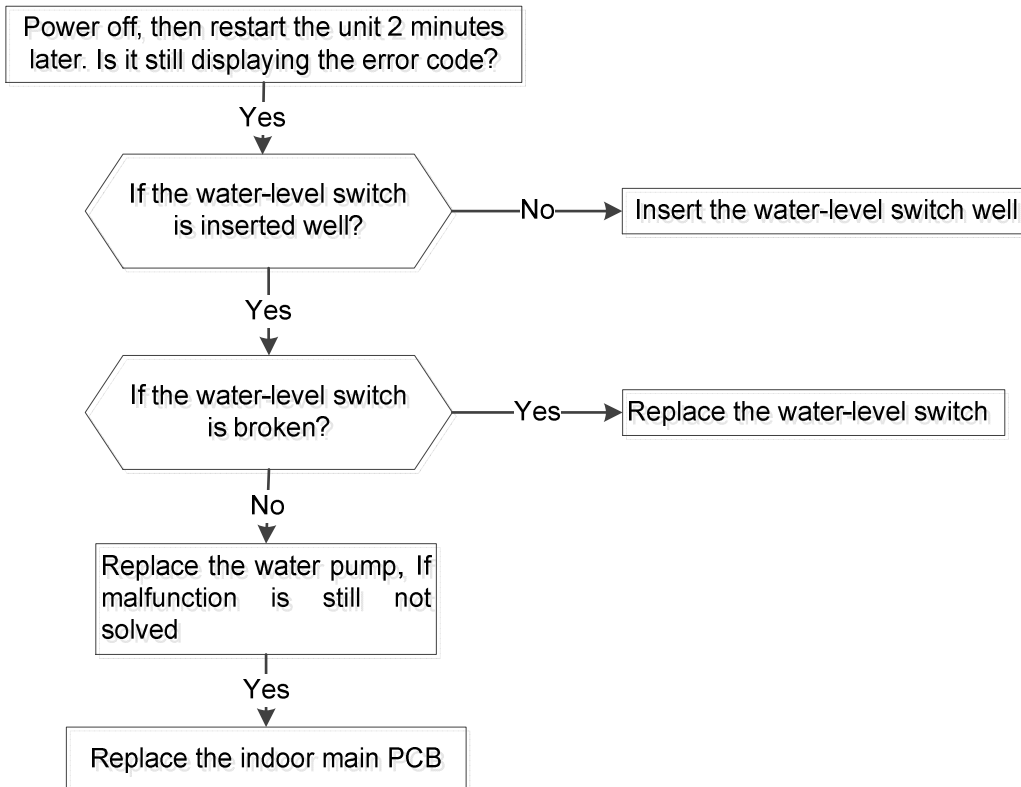 Power off, then restart the unit 2 minutes
later. Is it still displaying the error code?
Yes
If the water-level switch
is inserted well?
No
Insert the water-level switch well
Yes
If the water-level switch
is broken?
Yes
Replace the water-level switch
No
Replace the water pump, If
malfunction is still not
solved
Yes
Replace the indoor main PCB